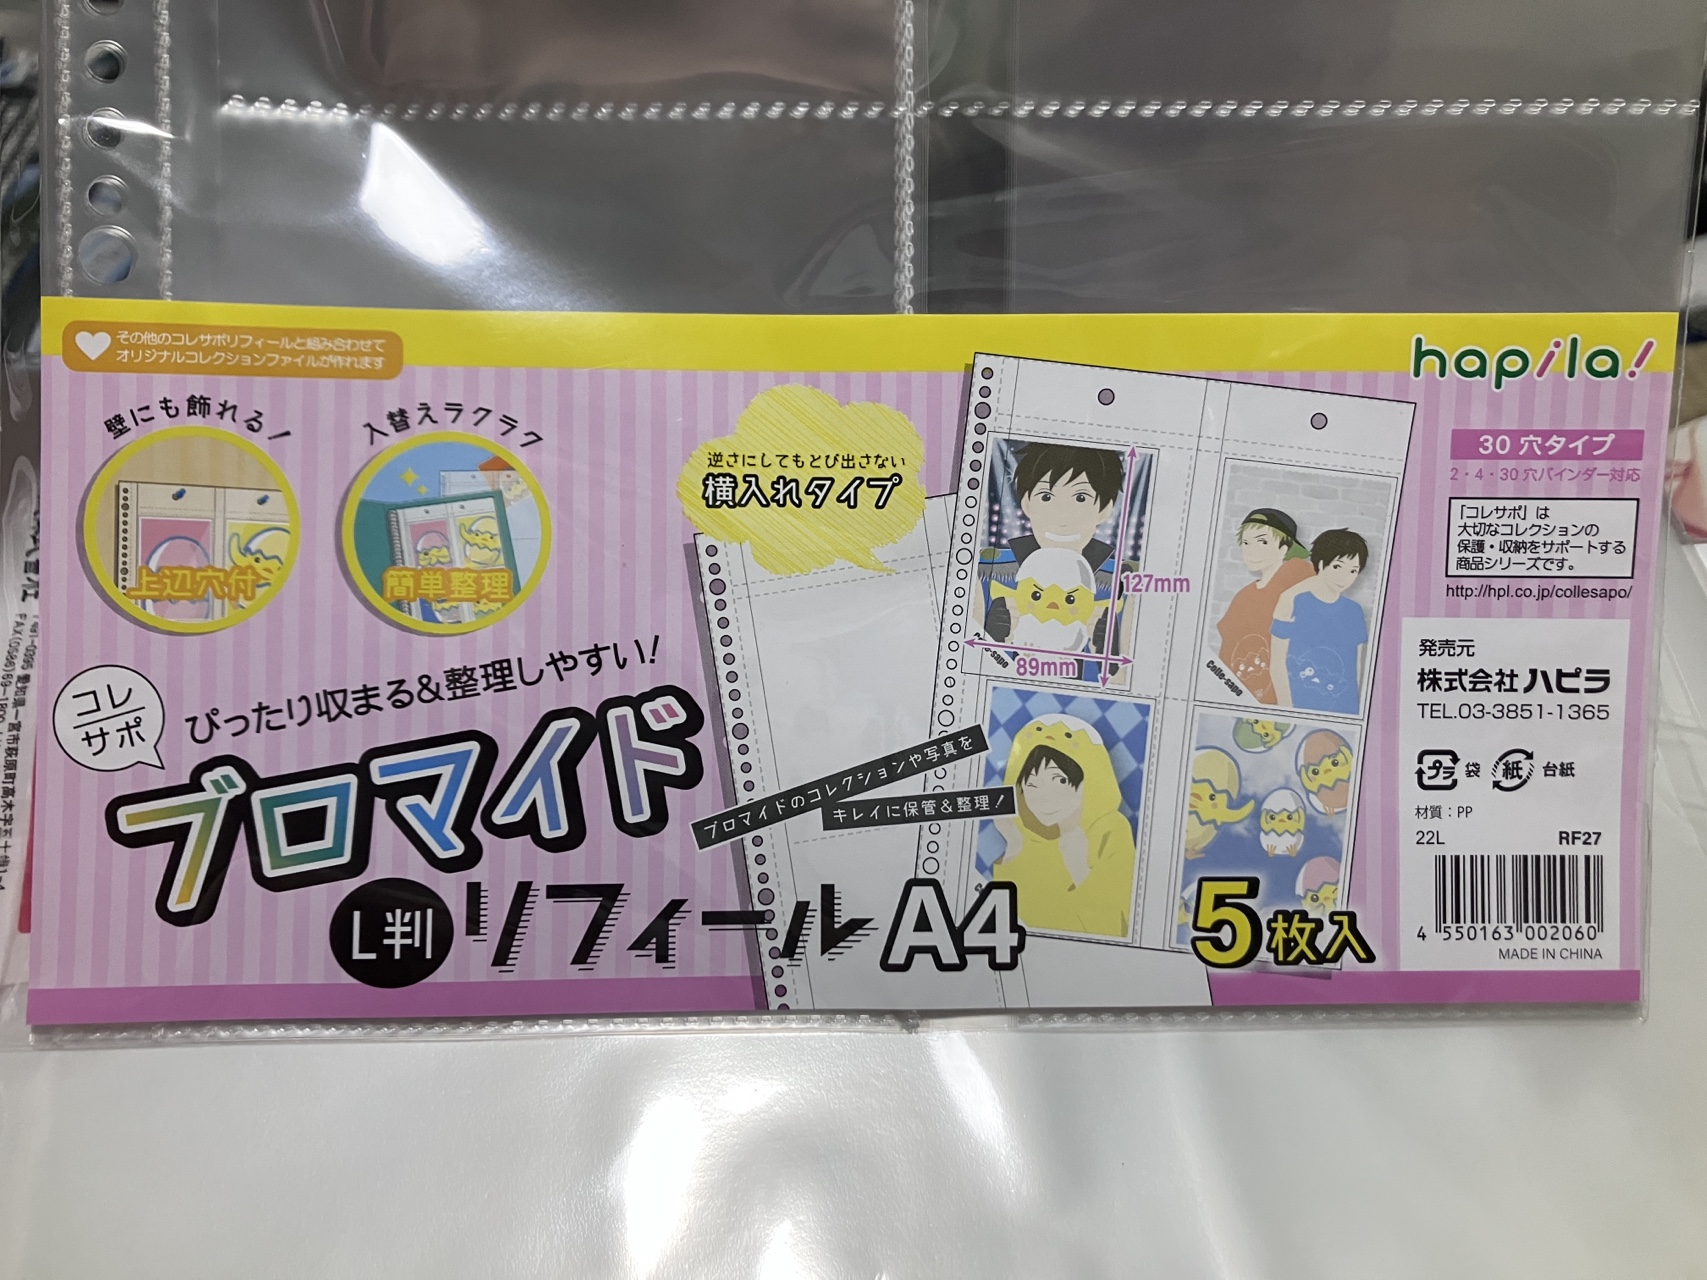 その他のコレサポリフィールと組み合わせて
オリジナルコレクションファイルが作れます
hapila!
壁にも飾れる!
上辺穴付
入替えラクラク
簡単整理
逆さにしてもとび出さない
横入れタイプ
127mm
89mm
Colle-sapo
30穴タイプ
2・4・30穴バインダー対応
「コレサポ」は
大切なコレクションの
保護・収納をサポートする
商品シリーズです。
http://hpl.co.jp/collesapo/
コレ
サポ
ぴったり収まる&整理しやすい!
ブロマイド
L判リフィールA4
ブロマイドのコレクションや写真を
キレイに保管&整理!
5枚入
発売元
株式会社ハピラ
TEL.03-3851-1365
プラ 袋 紙 台紙
材質:PP
22L RF27
4 550163 002060
MADE IN CHINA